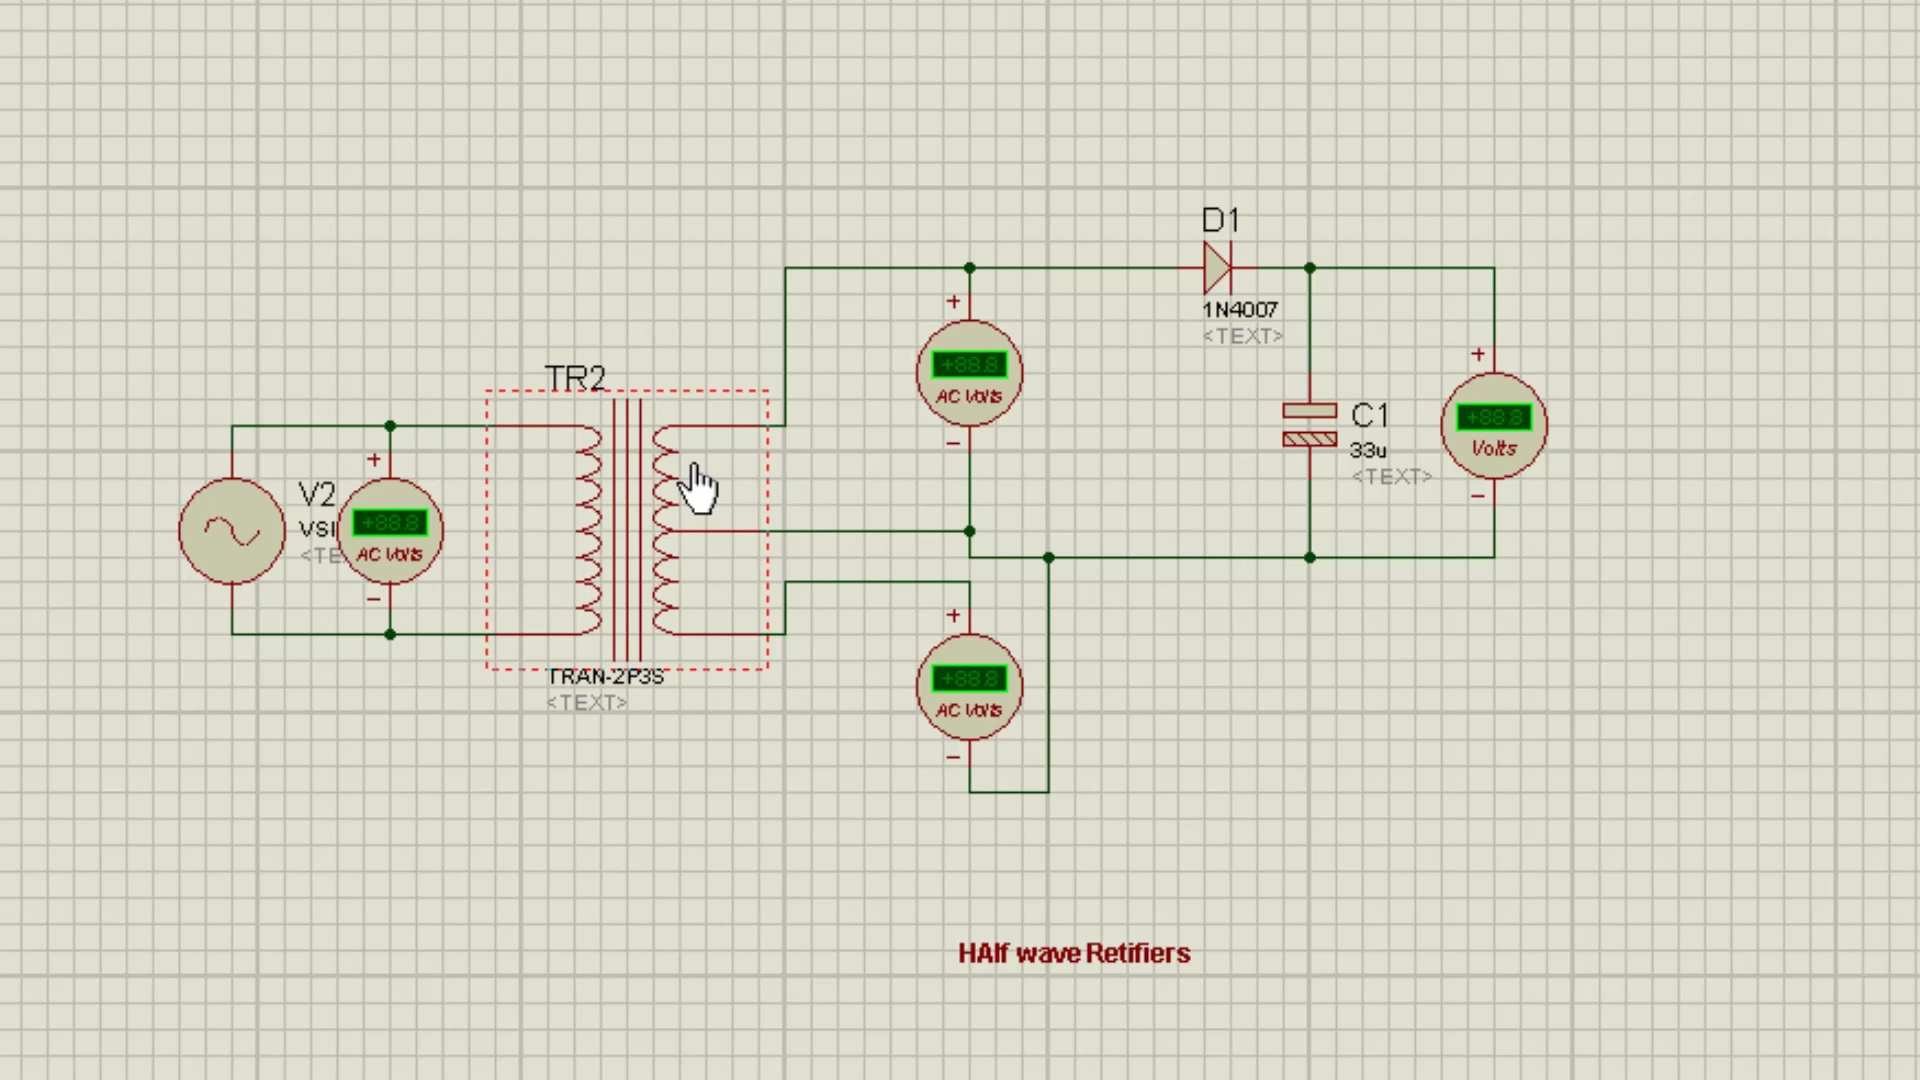 D1
1N4007
<TEXT>
+88.8
AC Volts
TR2
C1
33u
<TEXT>
+88.8
Volts
V2
VSI
<TE
+88.8
AC Volts
TRAN-2P3S
<TEXT>
+88.8
AC Volts
HAlf wave Retifiers